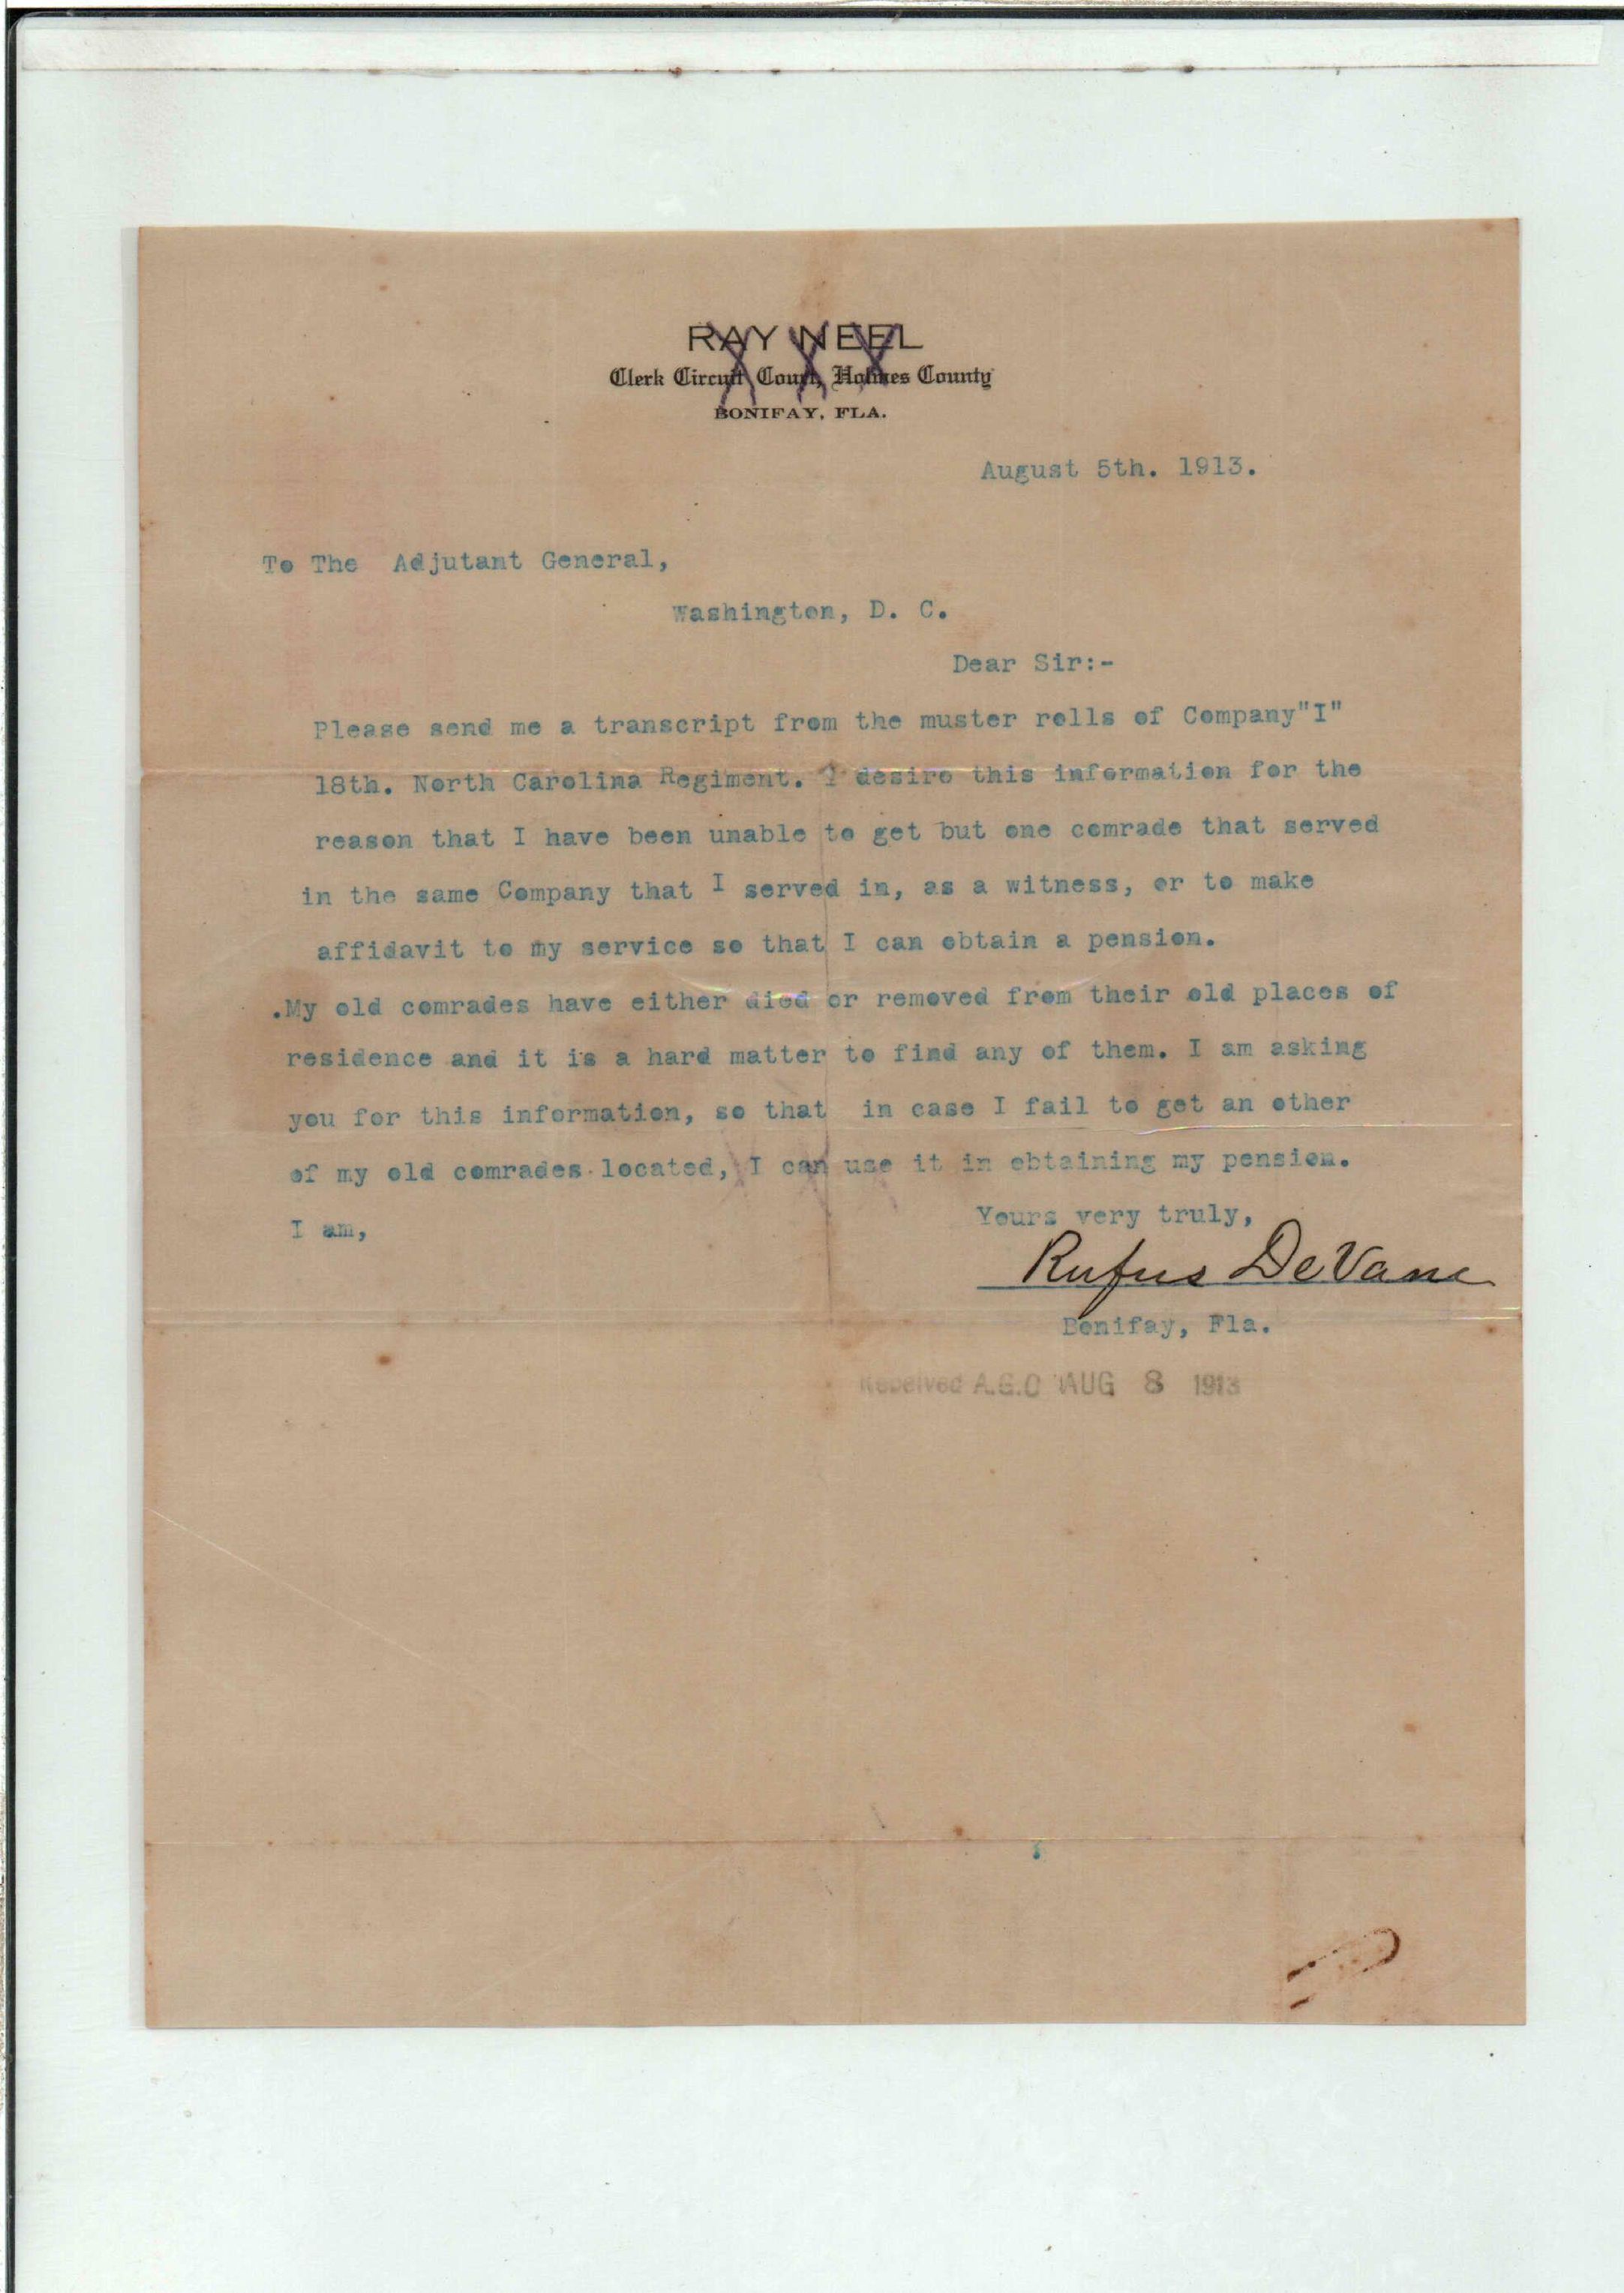 RAY NEEL
Clerk Circuit Court, Holmes County
BONIFAY, FLA.
August 5th. 1913.
To The Adjutant General,
Washington, D. C.
Dear Sir:-
Please send me a transcript from the muster rolls of Company"I"
18th. North Carolina Regiment. I desire this information for the
reason that I have been unable to get but one comrade that served
in the same Company that I served in, as a witness, or to make
affidavit to my service so that I can obtain a pension.
.My old comrades have either died or removed from their old places of
residence and it is a hard matter to find any of them. I am asking
you for this information, so that in case I fail to get an other
of my old comrades located, I can use it in obtaining my pension.
I am,
Yours very truly,
Rufus DeVane
Bonifay, Fla.
Received A.G.O AUG 8 1913